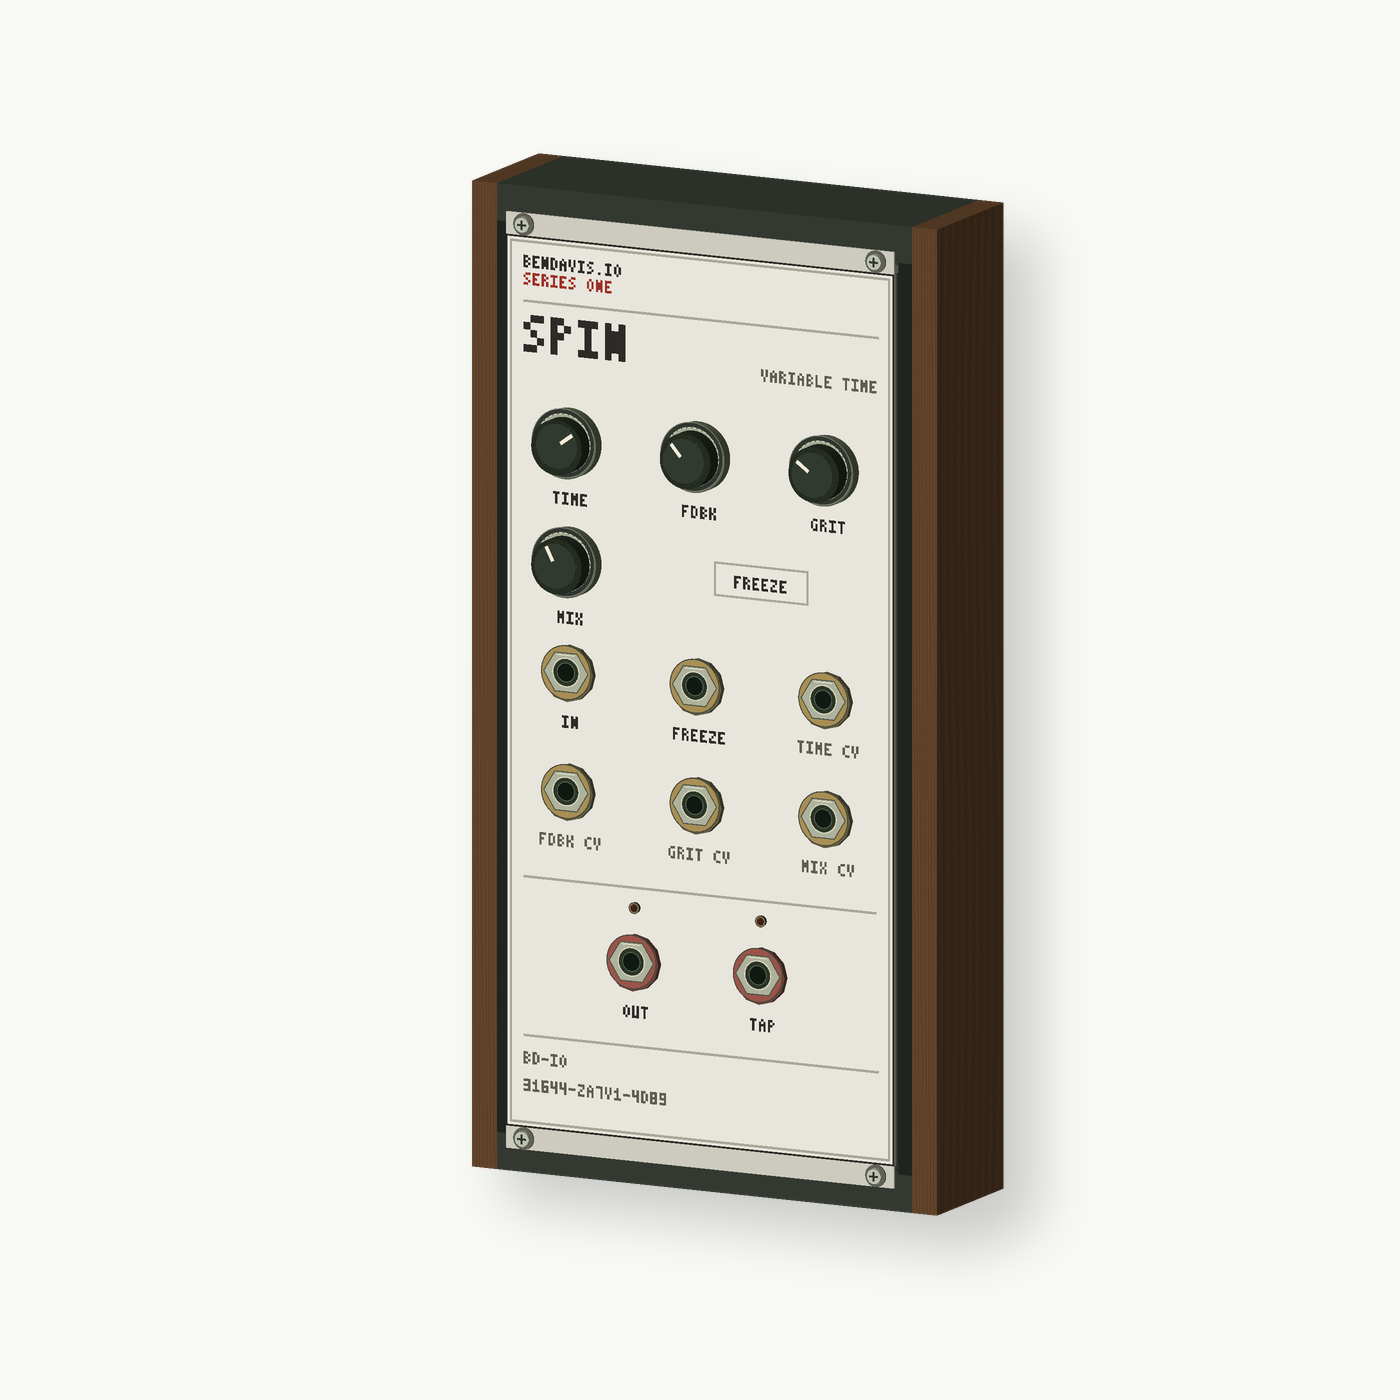 BENDAVIS.IO
SERIES ONE
SPIN
VARIABLE TIME
TIME
FDBK
GRIT
MIX
FREEZE
IN
FREEZE
TIME CV
FDBK CV
GRIT CV
MIX CV
OUT
TAP
BD-IO
31644-ZA7V1-4D89